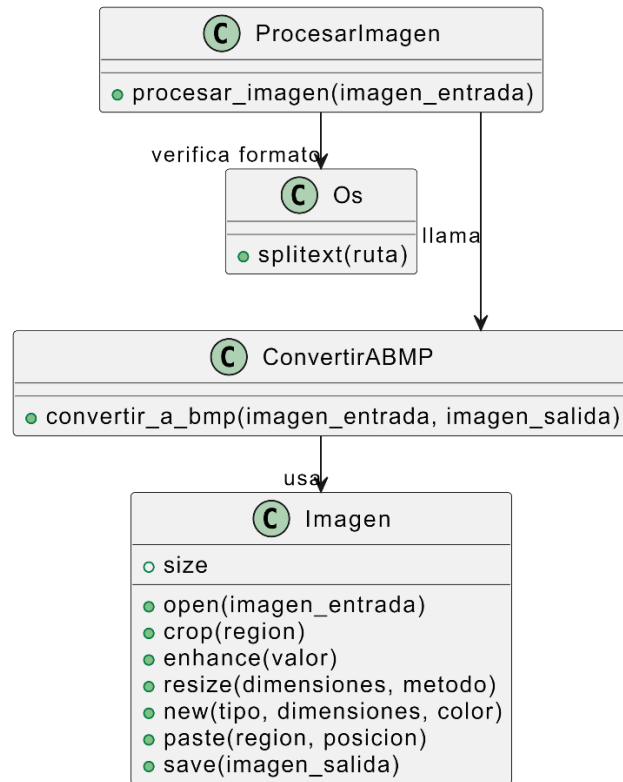 C ProcesarImagen
procesar_imagen(imagen_entrada)
verifica formato
C Os
splitext(ruta)
llama
C ConvertirABMP
convertir_a_bmp(imagen_entrada, imagen_salida)
usa
C Imagen
size
open(imagen_entrada)
crop(region)
enhance(valor)
resize(dimensiones, metodo)
new(tipo, dimensiones, color)
paste(region, posicion)
save(imagen_salida)